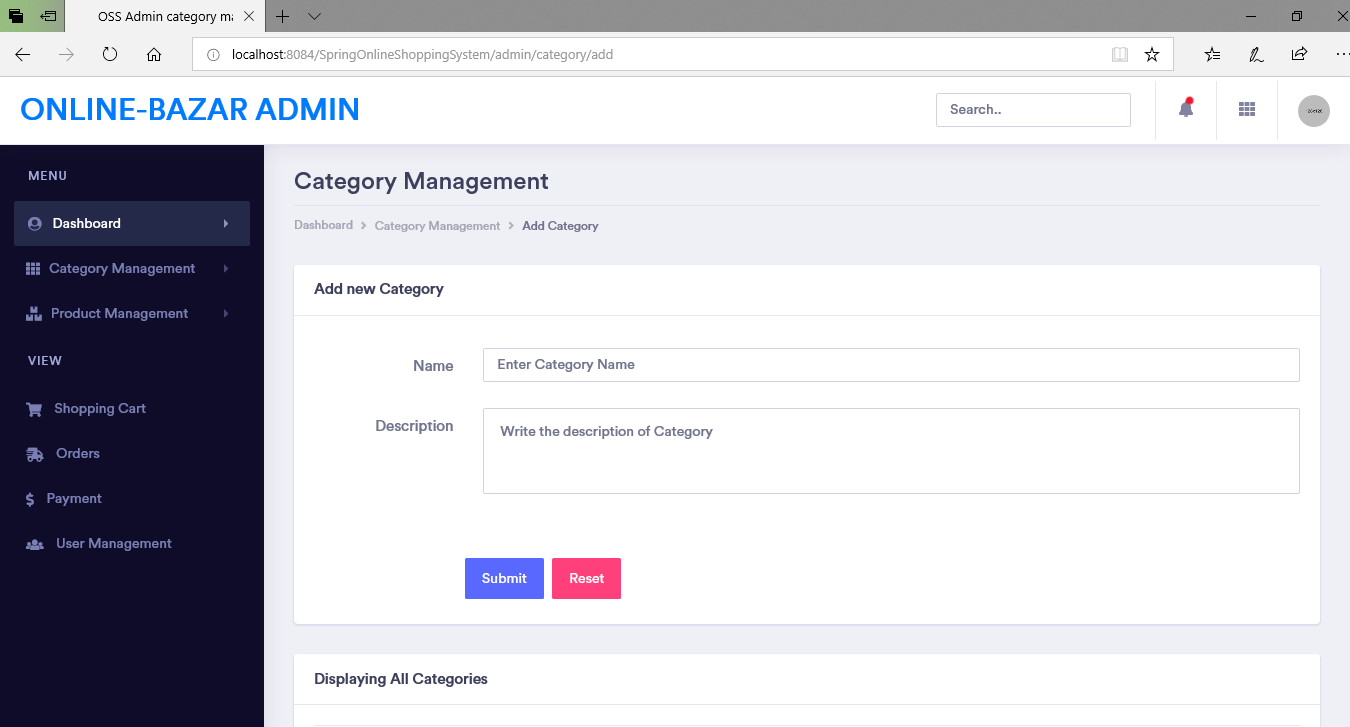 OSS Admin category ma
localhost:8084/SpringOnlineShoppingSystem/admin/category/add
ONLINE-BAZAR ADMIN
Search..
MENU
Dashboard
Category Management
Product Management
VIEW
Shopping Cart
Orders
Payment
User Management
Category Management
Dashboard > Category Management > Add Category
Add new Category
Name
Enter Category Name
Description
Write the description of Category
Submit
Reset
Displaying All Categories